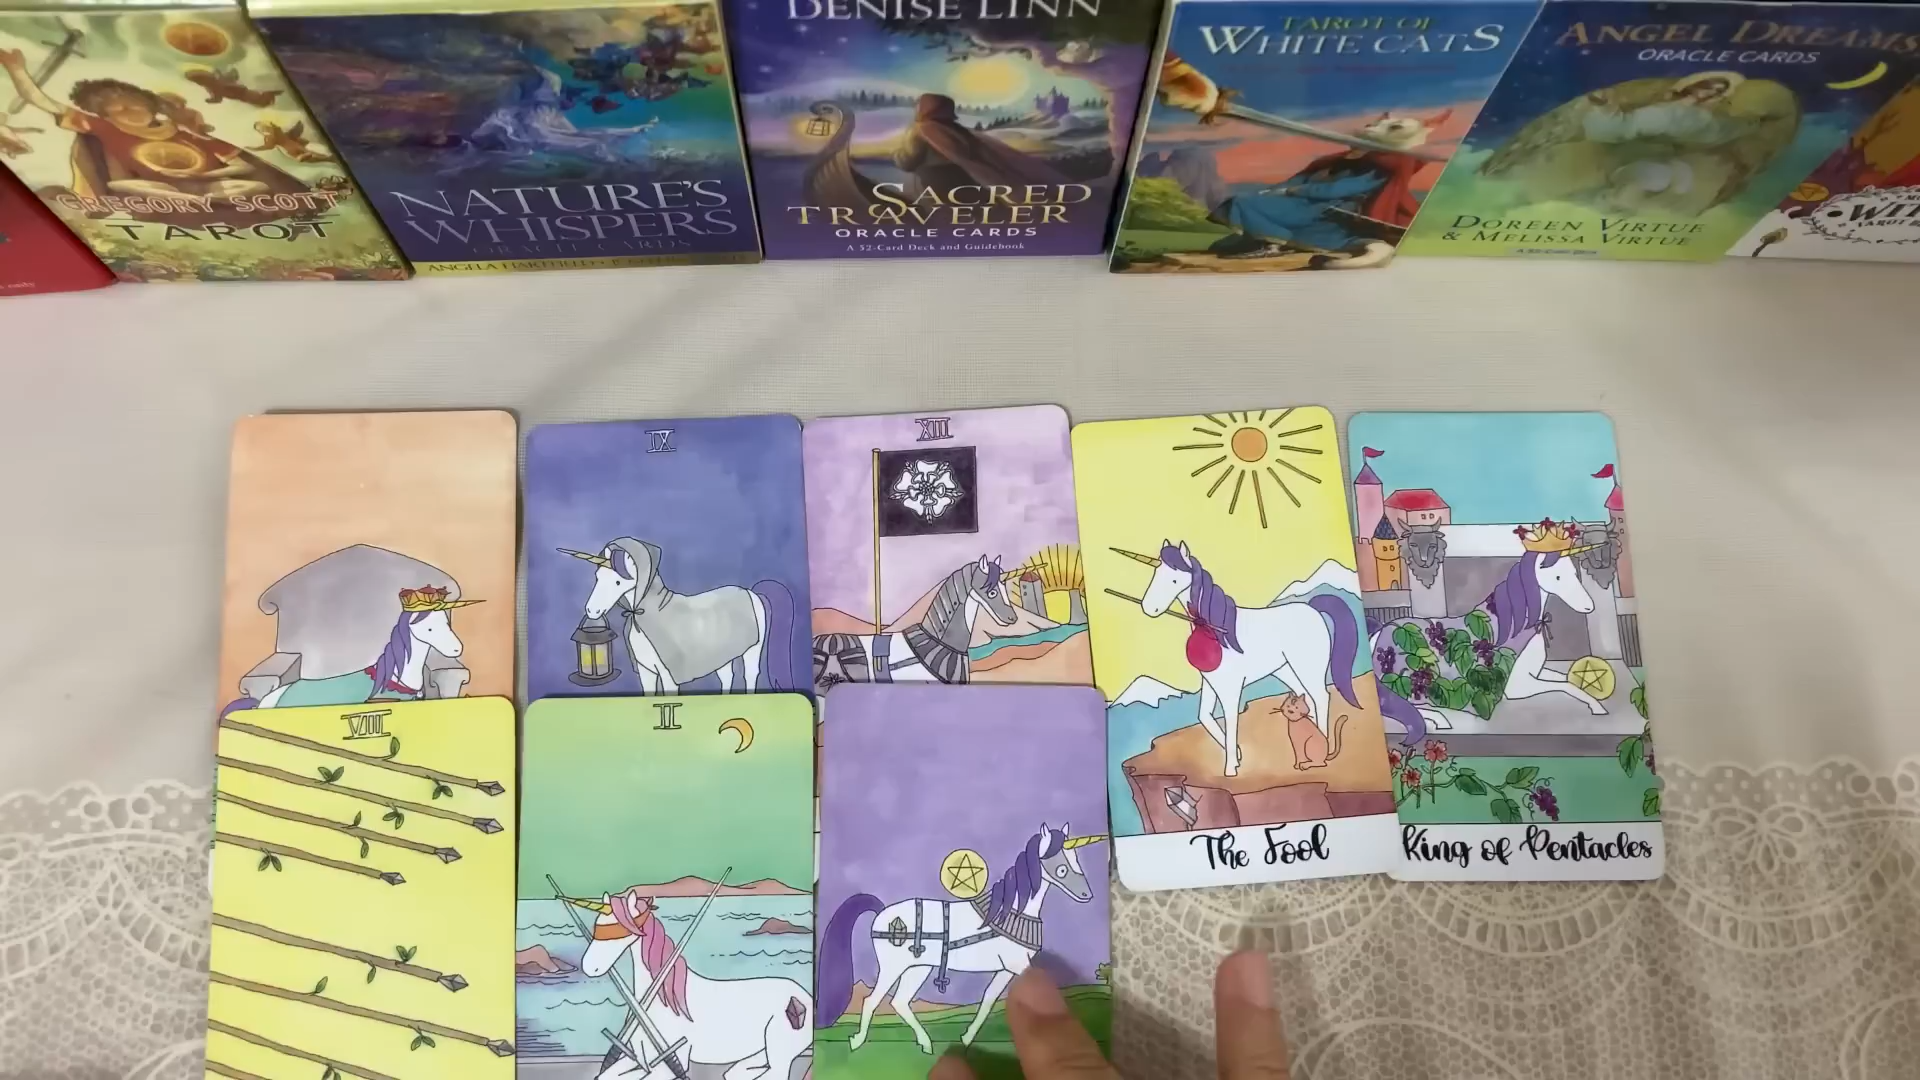 GREGORY SCOTT
TAROT
NATURE'S
WHISPERS
ORACLE CARDS
DENISE LINN
SACRED
TRAVELER
ORACLE CARDS
A 52-Card Deck and Guidebook
TAROT OF
WHITE CATS
ANGEL DREAMS
ORACLE CARDS
DOREEN VIRTUE
& MELISSA VIRTUE
IX
XIII
The Fool
King of Pentacles
VIII
II